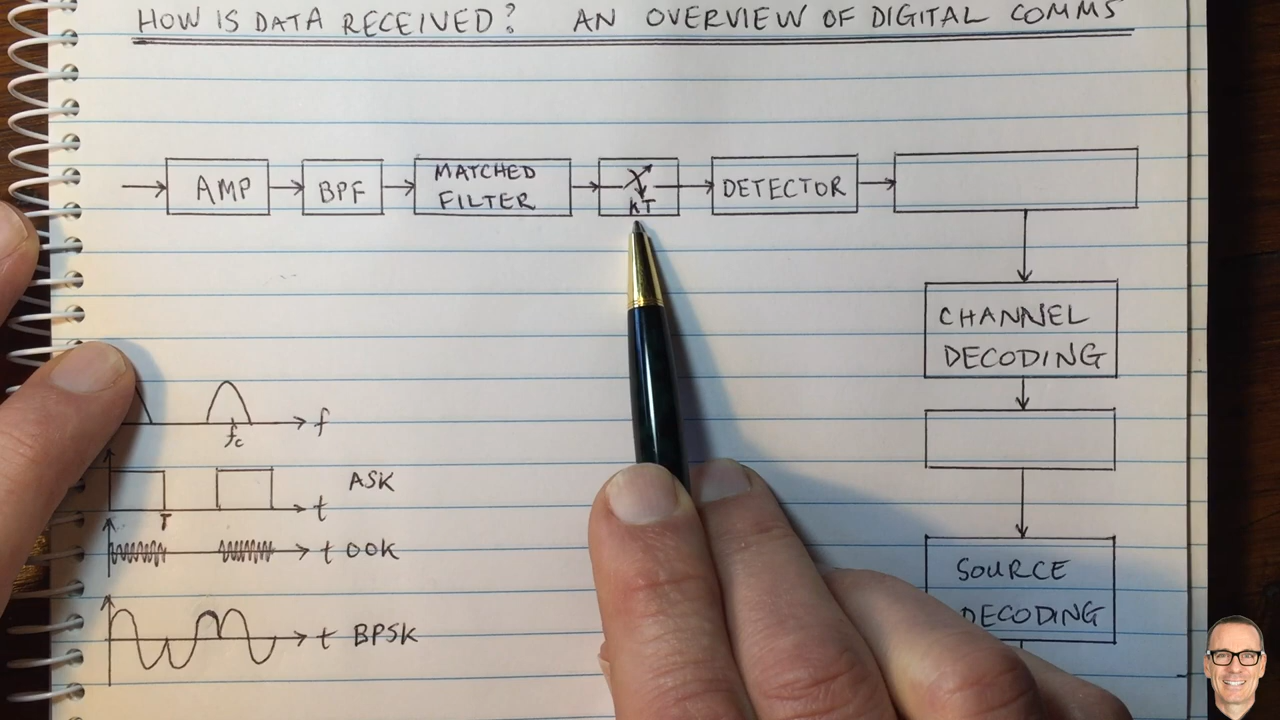 HOW IS DATA RECEIVED? AN OVERVIEW OF DIGITAL COMMS
AMP
BPF
MATCHED
FILTER
kT
DETECTOR
CHANNEL
DECODING
SOURCE
DECODING
f
fc
ASK
T
t
t OOK
t BPSK